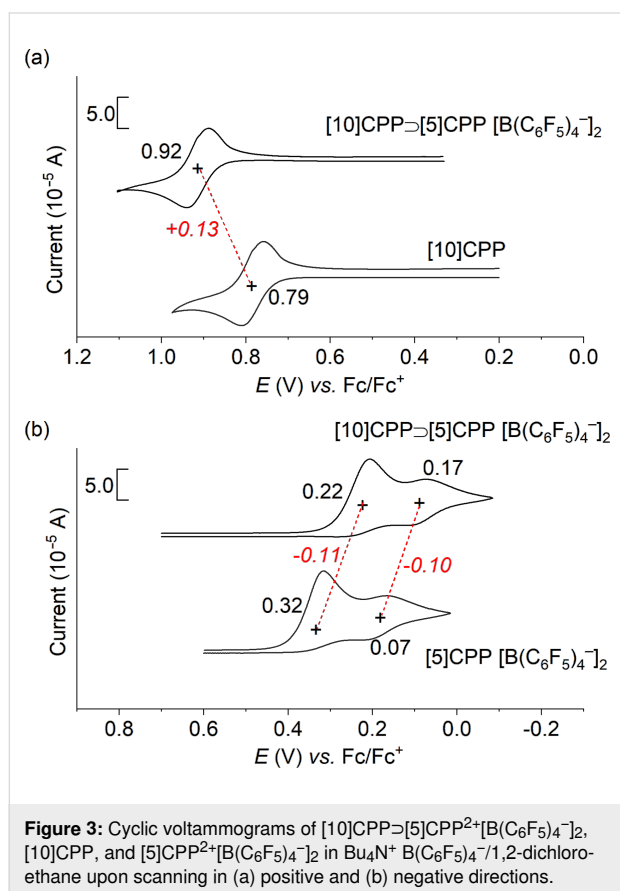 (a)
5.0
[10]CPP⊃[5]CPP [B(C₆F₅)₄⁻]₂
0.92
+0.13
[10]CPP
0.79
Current (10⁻⁵ A)
1.2 1.0 0.8 0.6 0.4 0.2 0.0
E (V) vs. Fc/Fc⁺
(b)
[10]CPP⊃[5]CPP [B(C₆F₅)₄⁻]₂
5.0
0.22
0.17
-0.11
-0.10
0.32
0.07
[5]CPP [B(C₆F₅)₄⁻]₂
Current (10⁻⁵ A)
0.8 0.6 0.4 0.2 0.0 -0.2
E (V) vs. Fc/Fc⁺
Figure 3: Cyclic voltammograms of [10]CPP⊃[5]CPP²⁺[B(C₆F₅)₄⁻]₂,
[10]CPP, and [5]CPP²⁺[B(C₆F₅)₄⁻]₂ in Bu₄N⁺ B(C₆F₅)₄⁻/1,2-dichloro-
ethane upon scanning in (a) positive and (b) negative directions.